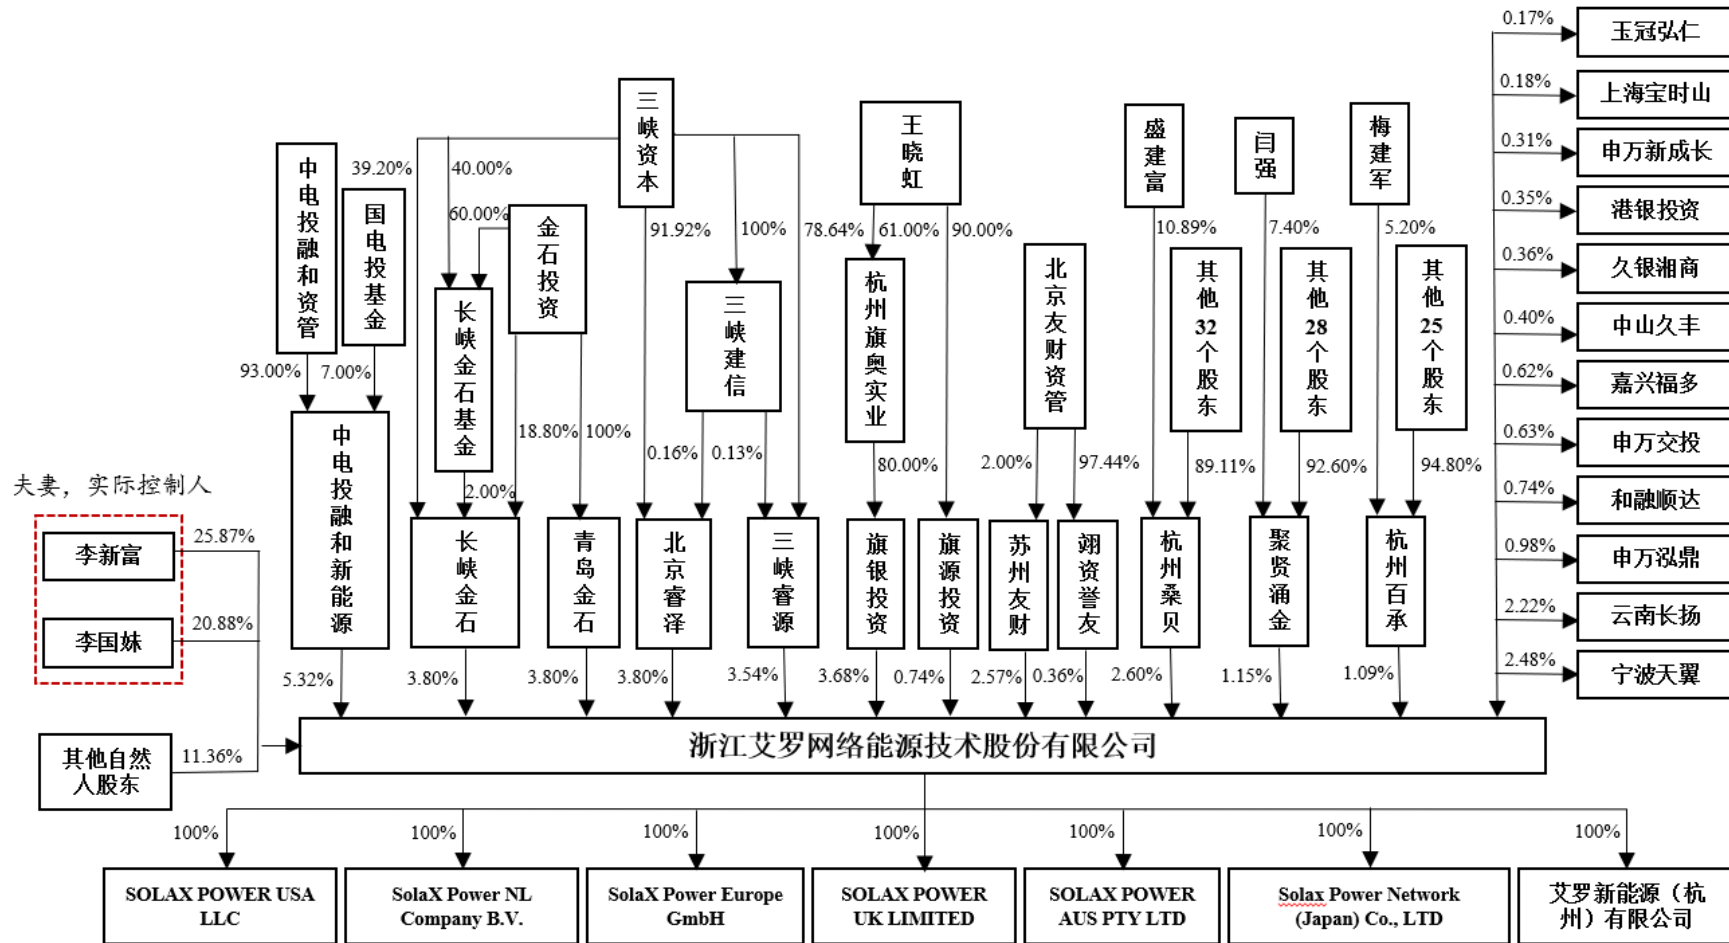 0.17%
玉冠弘仁
0.18%
上海宝时山
0.31%
申万新成长
0.35%
港银投资
0.36%
久银湘商
0.40%
中山久丰
0.62%
嘉兴福多
0.63%
申万交投
0.74%
和融顺达
0.98%
申万泓鼎
2.22%
云南长扬
2.48%
宁波天翼
三峡资本
王晓虹
盛建富
闫强
梅建军
中电投融和资管
国电投基金
39.20%
40.00%
60.00%
金石投资
91.92%
100%
78.64%
61.00%
90.00%
10.89%
7.40%
5.20%
长峡金石基金
三峡建信
杭州旗奥实业
北京友财资管
其他32个股东
其他28个股东
其他25个股东
93.00%
7.00%
18.80%
100%
0.16%
0.13%
80.00%
2.00%
97.44%
89.11%
92.60%
94.80%
2.00%
夫妻，实际控制人
李新富
25.87%
李国妹
20.88%
其他自然
人股东
11.36%
中电投融和新能源
长峡金石
青岛金石
北京睿泽
三峡睿源
旗银投资
旗源投资
苏州友财
翊资誉友
杭州桑贝
聚贤涌金
杭州百承
5.32%
3.80%
3.80%
3.80%
3.54%
3.68%
0.74%
2.57%
0.36%
2.60%
1.15%
1.09%
浙江艾罗网络能源技术股份有限公司
100%
100%
100%
100%
100%
100%
100%
SOLAX POWER USA
LLC
SolaX Power NL
Company B.V.
SolaX Power Europe
GmbH
SOLAX POWER
UK LIMITED
SOLAX POWER
AUS PTY LTD
Solax Power Network
(Japan) Co., LTD
艾罗新能源（杭
州）有限公司